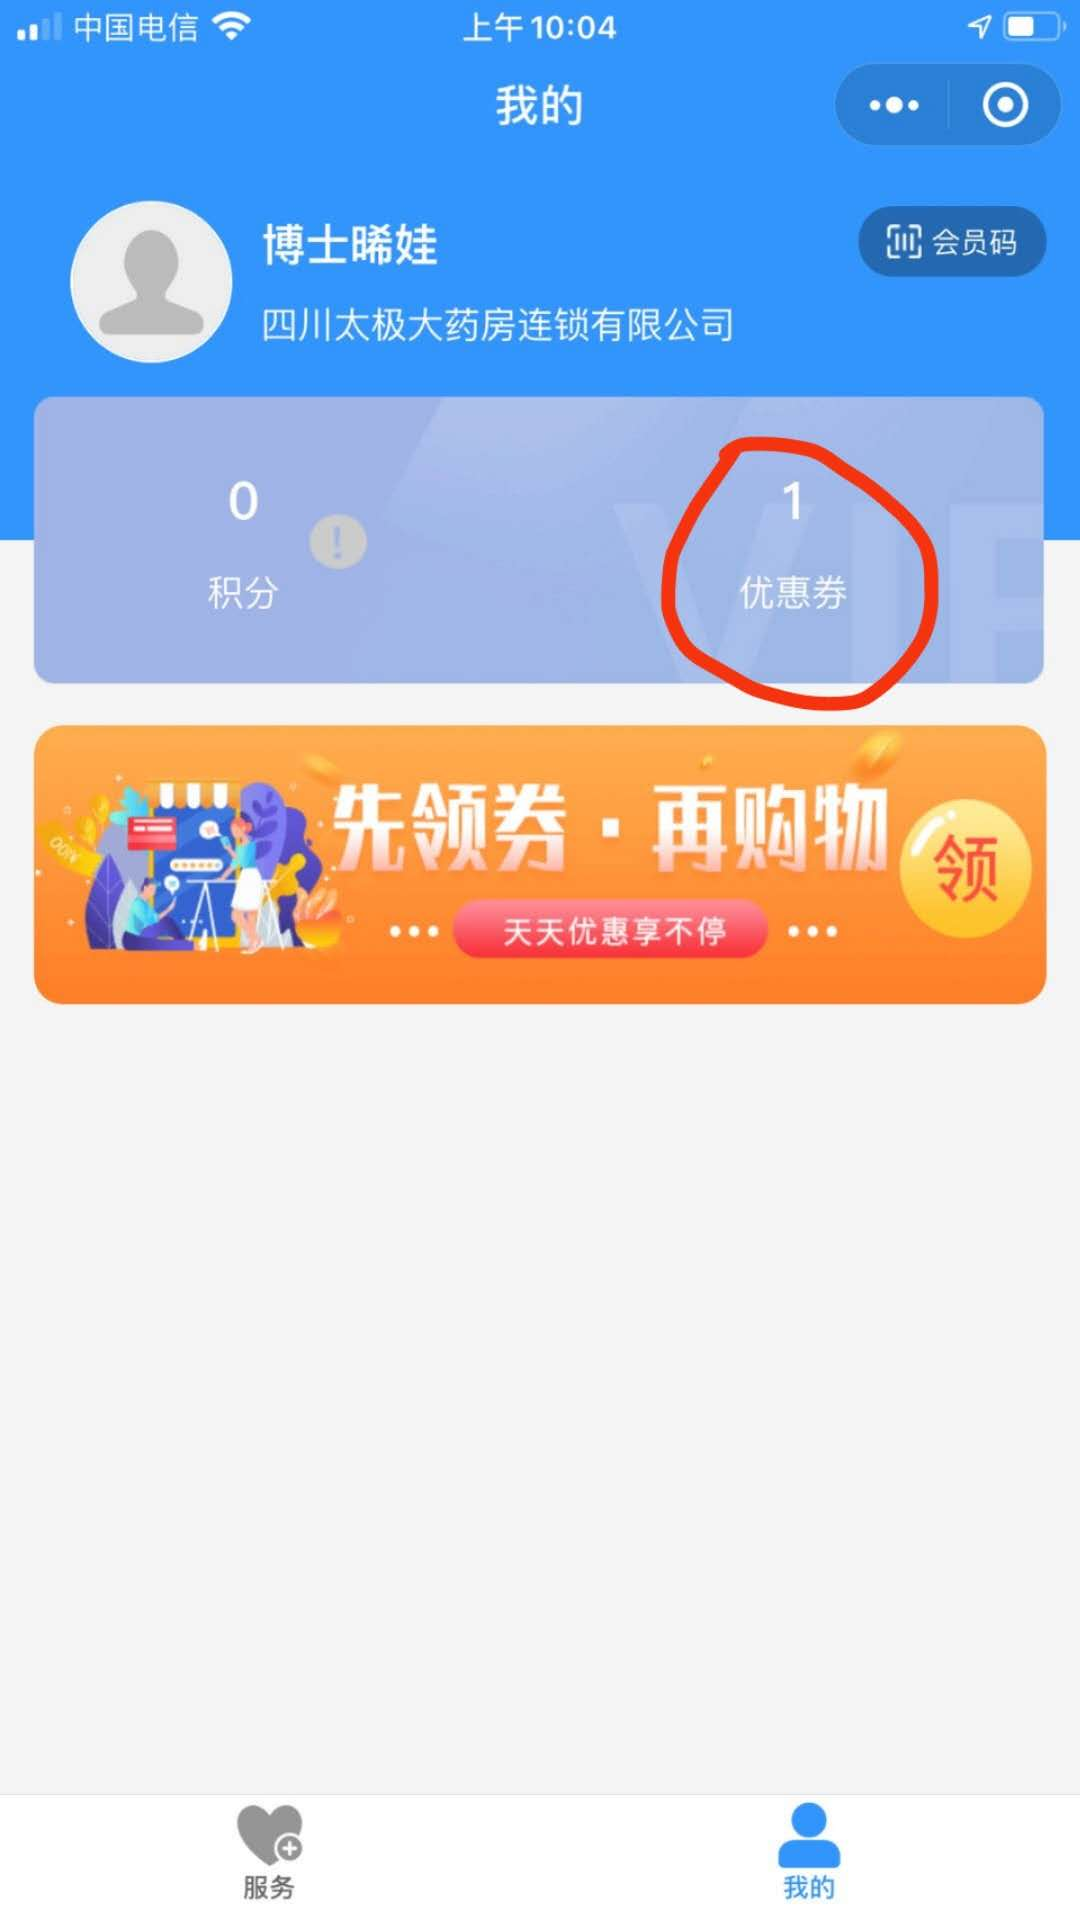 中国电信 上午10:04
我的
博士晞娃
会员码
四川太极大药房连锁有限公司
0
1
积分
优惠券
VIP
先领券·再购物
领
天天优惠享不停
服务
我的